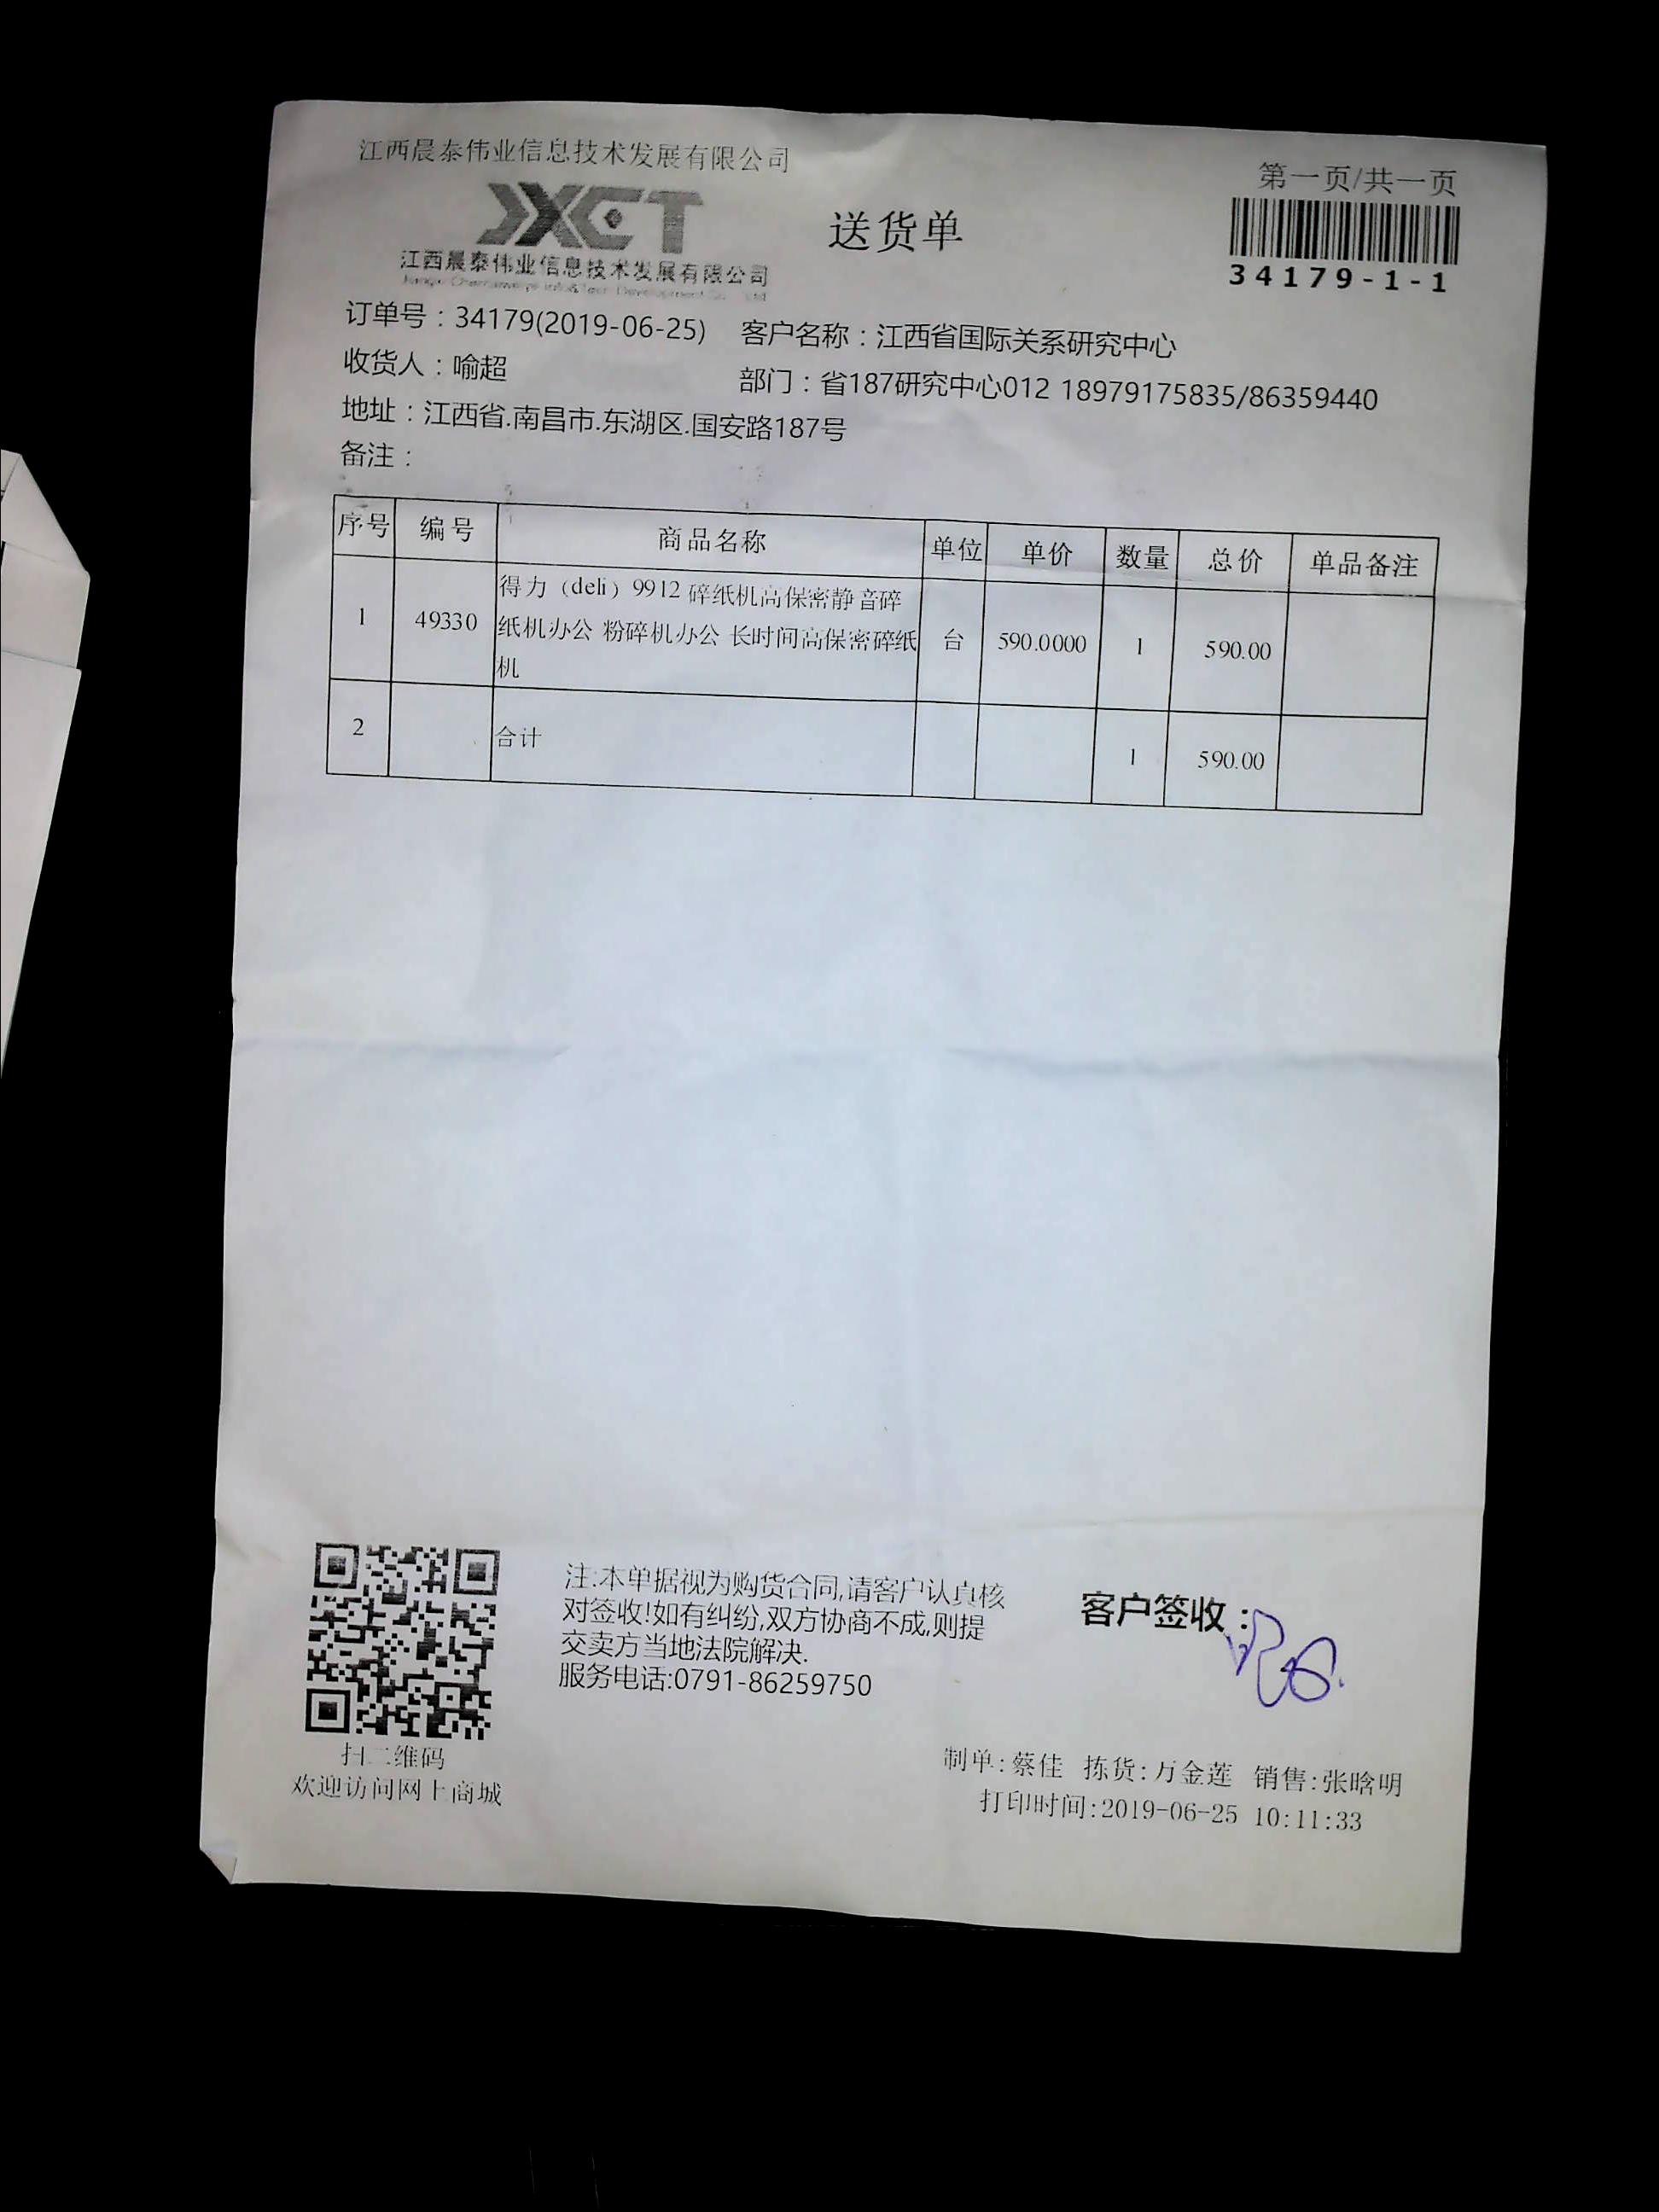 江西晨泰伟业信息技术发展有限公司
第一页/共一页
JXCT
送货单
江西晨泰伟业信息技术发展有限公司
34179-1-1
订单号：34179(2019-06-25) 客户名称：江西省国际关系研究中心
收货人：喻超 部门：省187研究中心012 18979175835/86359440
地址：江西省.南昌市.东湖区.国安路187号
备注：
序号 编号 商品名称 单位 单价 数量 总价 单品备注
得力（deli）9912 碎纸机高保密静音碎
1 49330 纸机办公 粉碎机办公 长时间高保密碎纸 台 590.0000 1 590.00
机
2 合计 1 590.00
注:本单据视为购货合同,请客户认真核
对签收!如有纠纷,双方协商不成,则提
交卖方当地法院解决.
服务电话:0791-86259750
客户签收：
扫二维码
欢迎访问网上商城
制单:蔡佳 拣货:万金莲 销售:张晗明
打印时间:2019-06-25 10:11:33